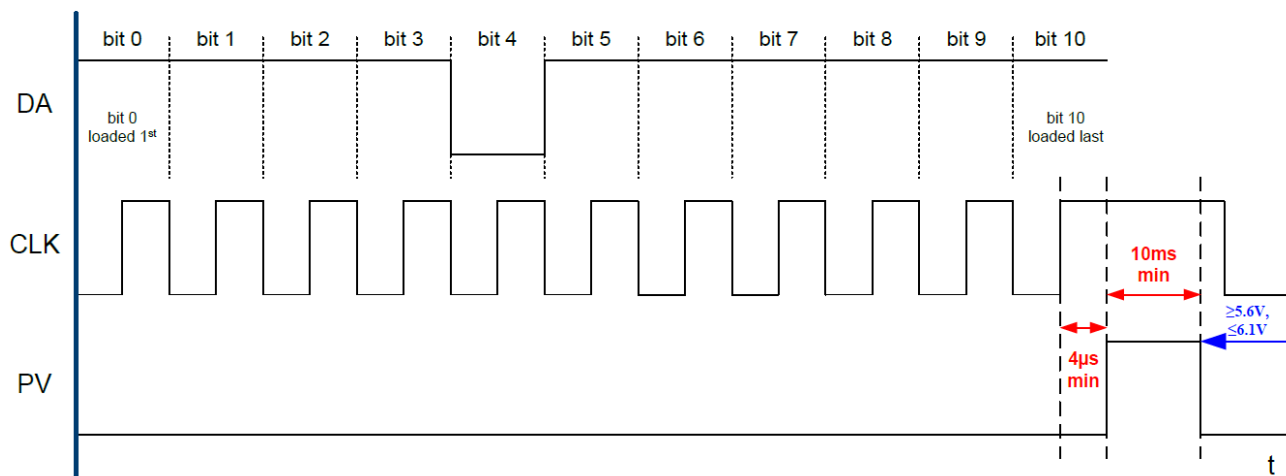 bit 0 bit 1 bit 2 bit 3 bit 4 bit 5 bit 6 bit 7 bit 8 bit 9 bit 10
DA
bit 0
loaded 1st
bit 10
loaded last
CLK
10ms
min
≥5.6V,
≤6.1V
4µs
min
PV
t